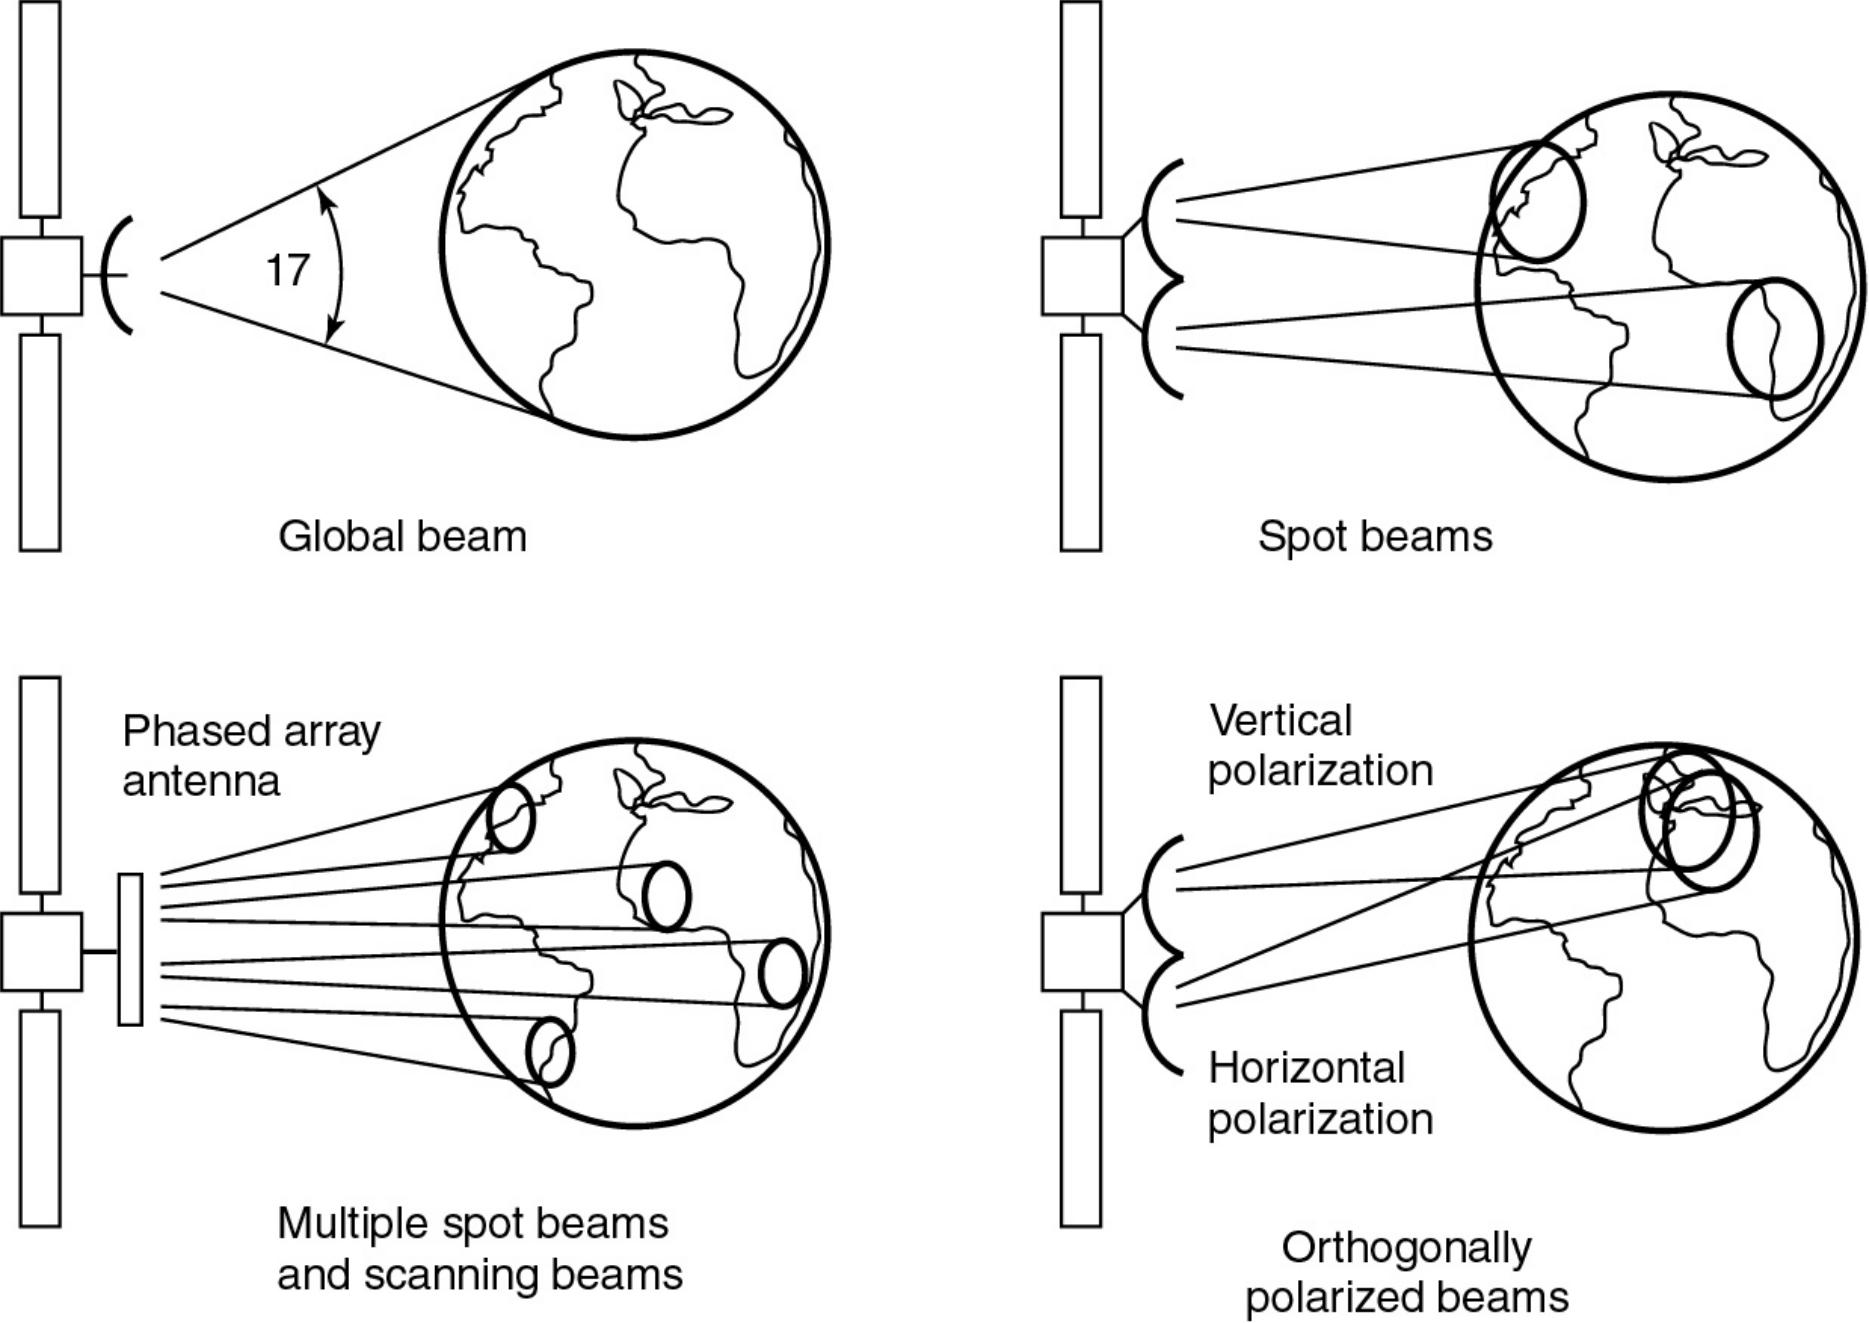 17
Global beam
Spot beams
Phased array
antenna
Multiple spot beams
and scanning beams
Vertical
polarization
Horizontal
polarization
Orthogonally
polarized beams